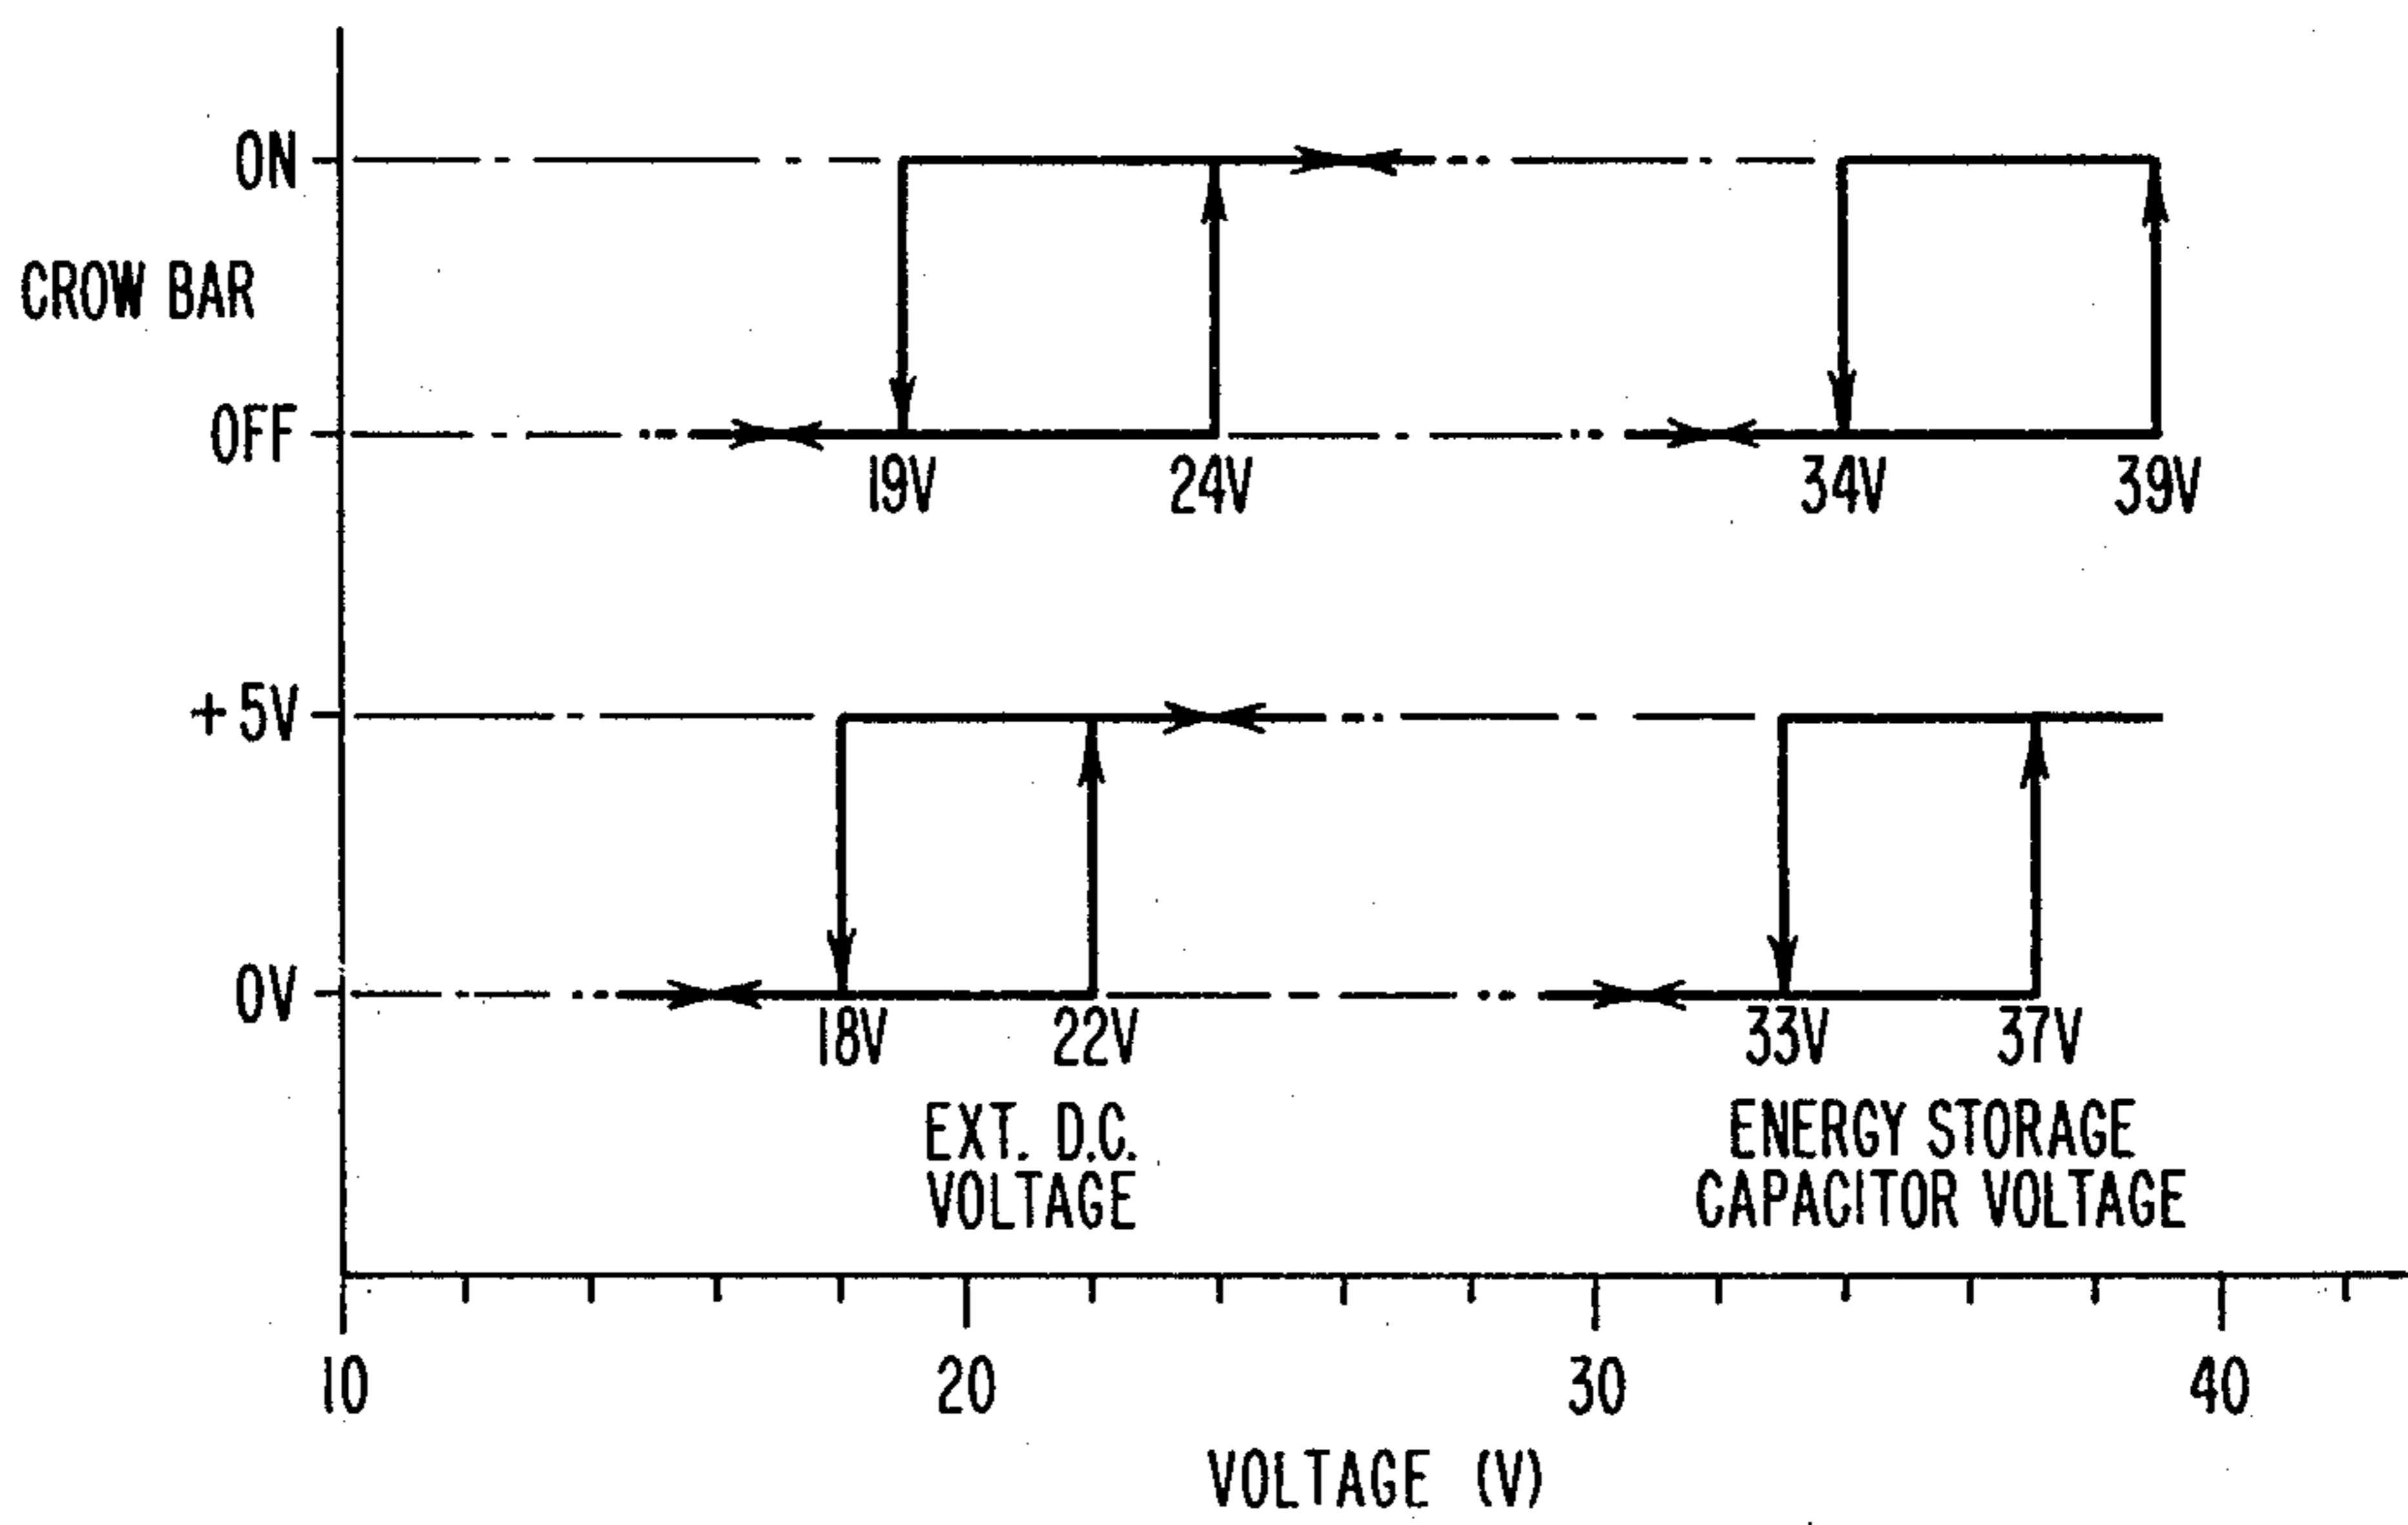 ON
CROW BAR
OFF
19V 24V 34V 39V
+5V
0V
18V 22V 33V 37V
EXT. D.C. ENERGY STORAGE
VOLTAGE CAPACITOR VOLTAGE
10 20 30 40
VOLTAGE (V)